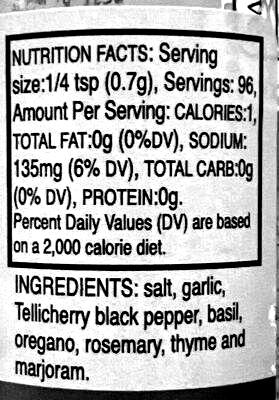 NUTRITION FACTS: Serving
size:1/4 tsp (0.7g), Servings: 96,
Amount Per Serving: CALORIES:1,
TOTAL FAT:0g (0%DV), SODIUM:
135mg (6% DV), TOTAL CARB:0g
(0% DV), PROTEIN:0g.
Percent Daily Values (DV) are based
on a 2,000 calorie diet.
INGREDIENTS: salt, garlic,
Tellicherry black pepper, basil,
oregano, rosemary, thyme and
marjoram.